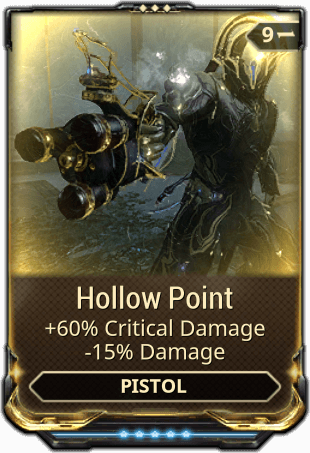 9
Hollow Point
+60% Critical Damage
-15% Damage
PISTOL